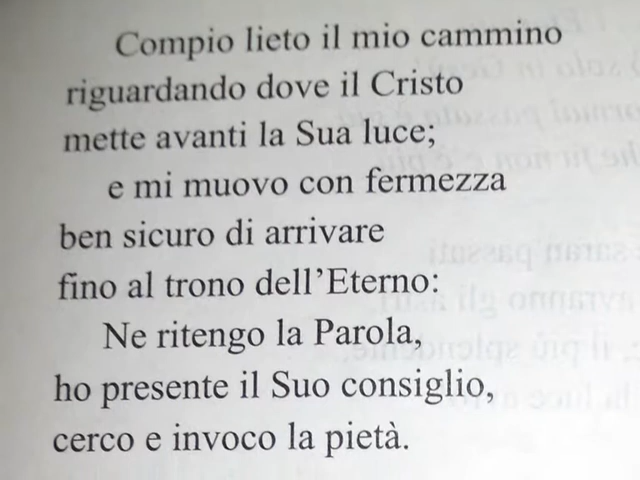 Compio lieto il mio cammino
riguardando dove il Cristo
mette avanti la Sua luce;
e mi muovo con fermezza
ben sicuro di arrivare
fino al trono dell'Eterno:
Ne ritengo la Parola,
ho presente il Suo consiglio,
cerco e invoco la pietà.